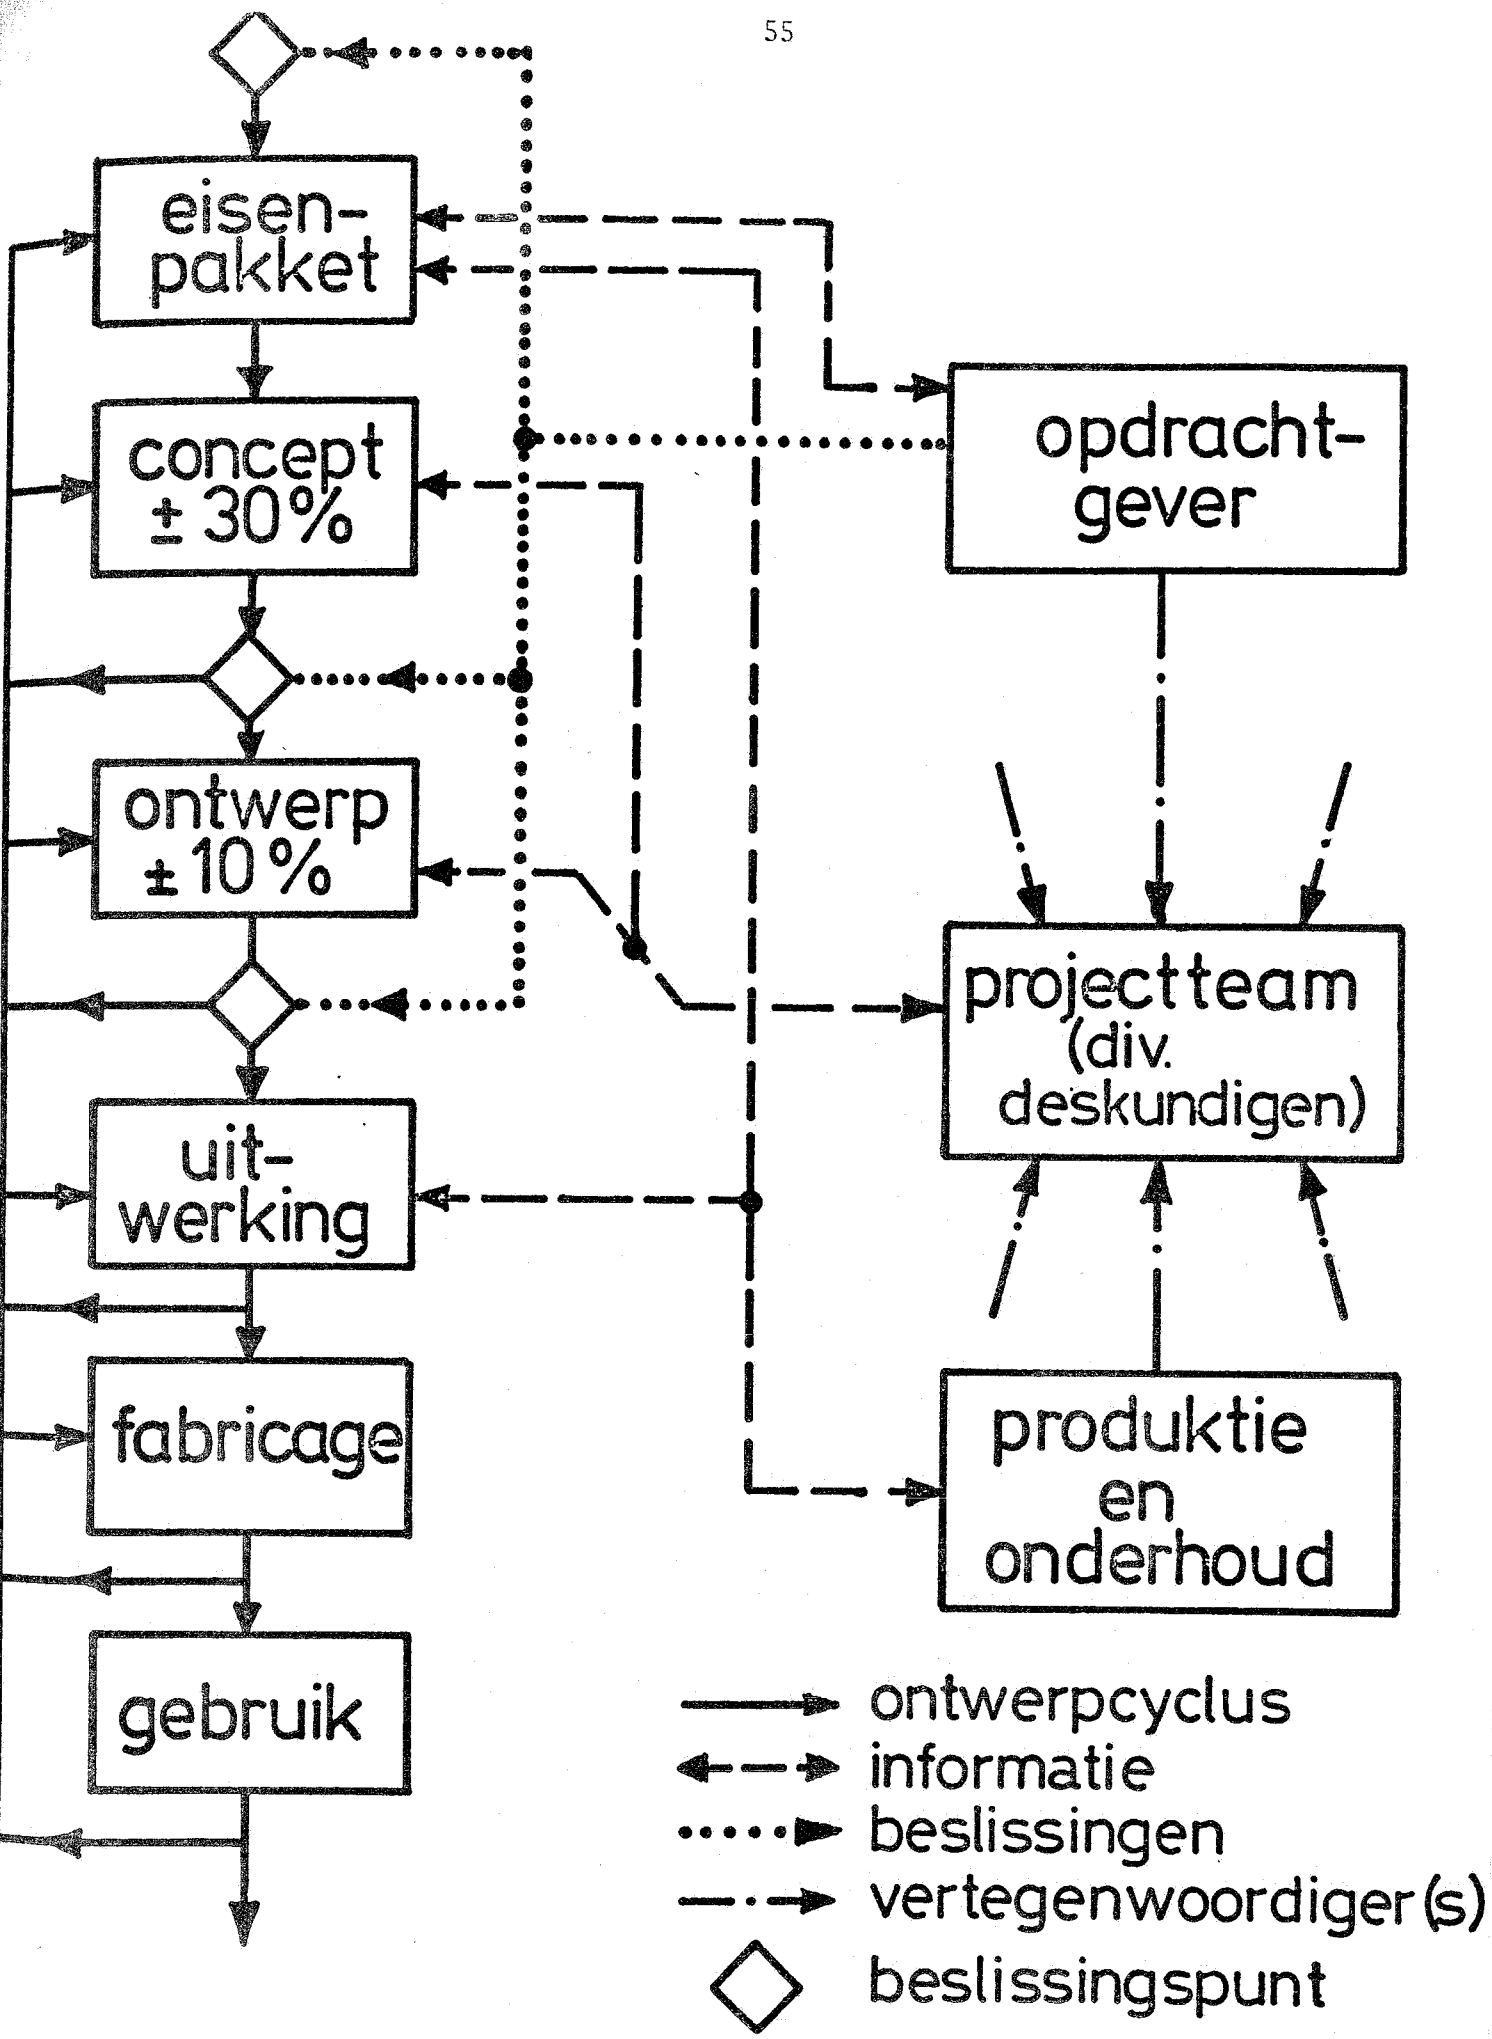 55
eisen-
pakket
concept
± 30%
ontwerp
± 10%
uit-
werking
fabricage
gebruik
opdracht-
gever
projectteam
(div.
deskundigen)
produktie
en
onderhoud
ontwerpcyclus
informatie
beslissingen
vertegenwoordiger(s)
beslissingspunt